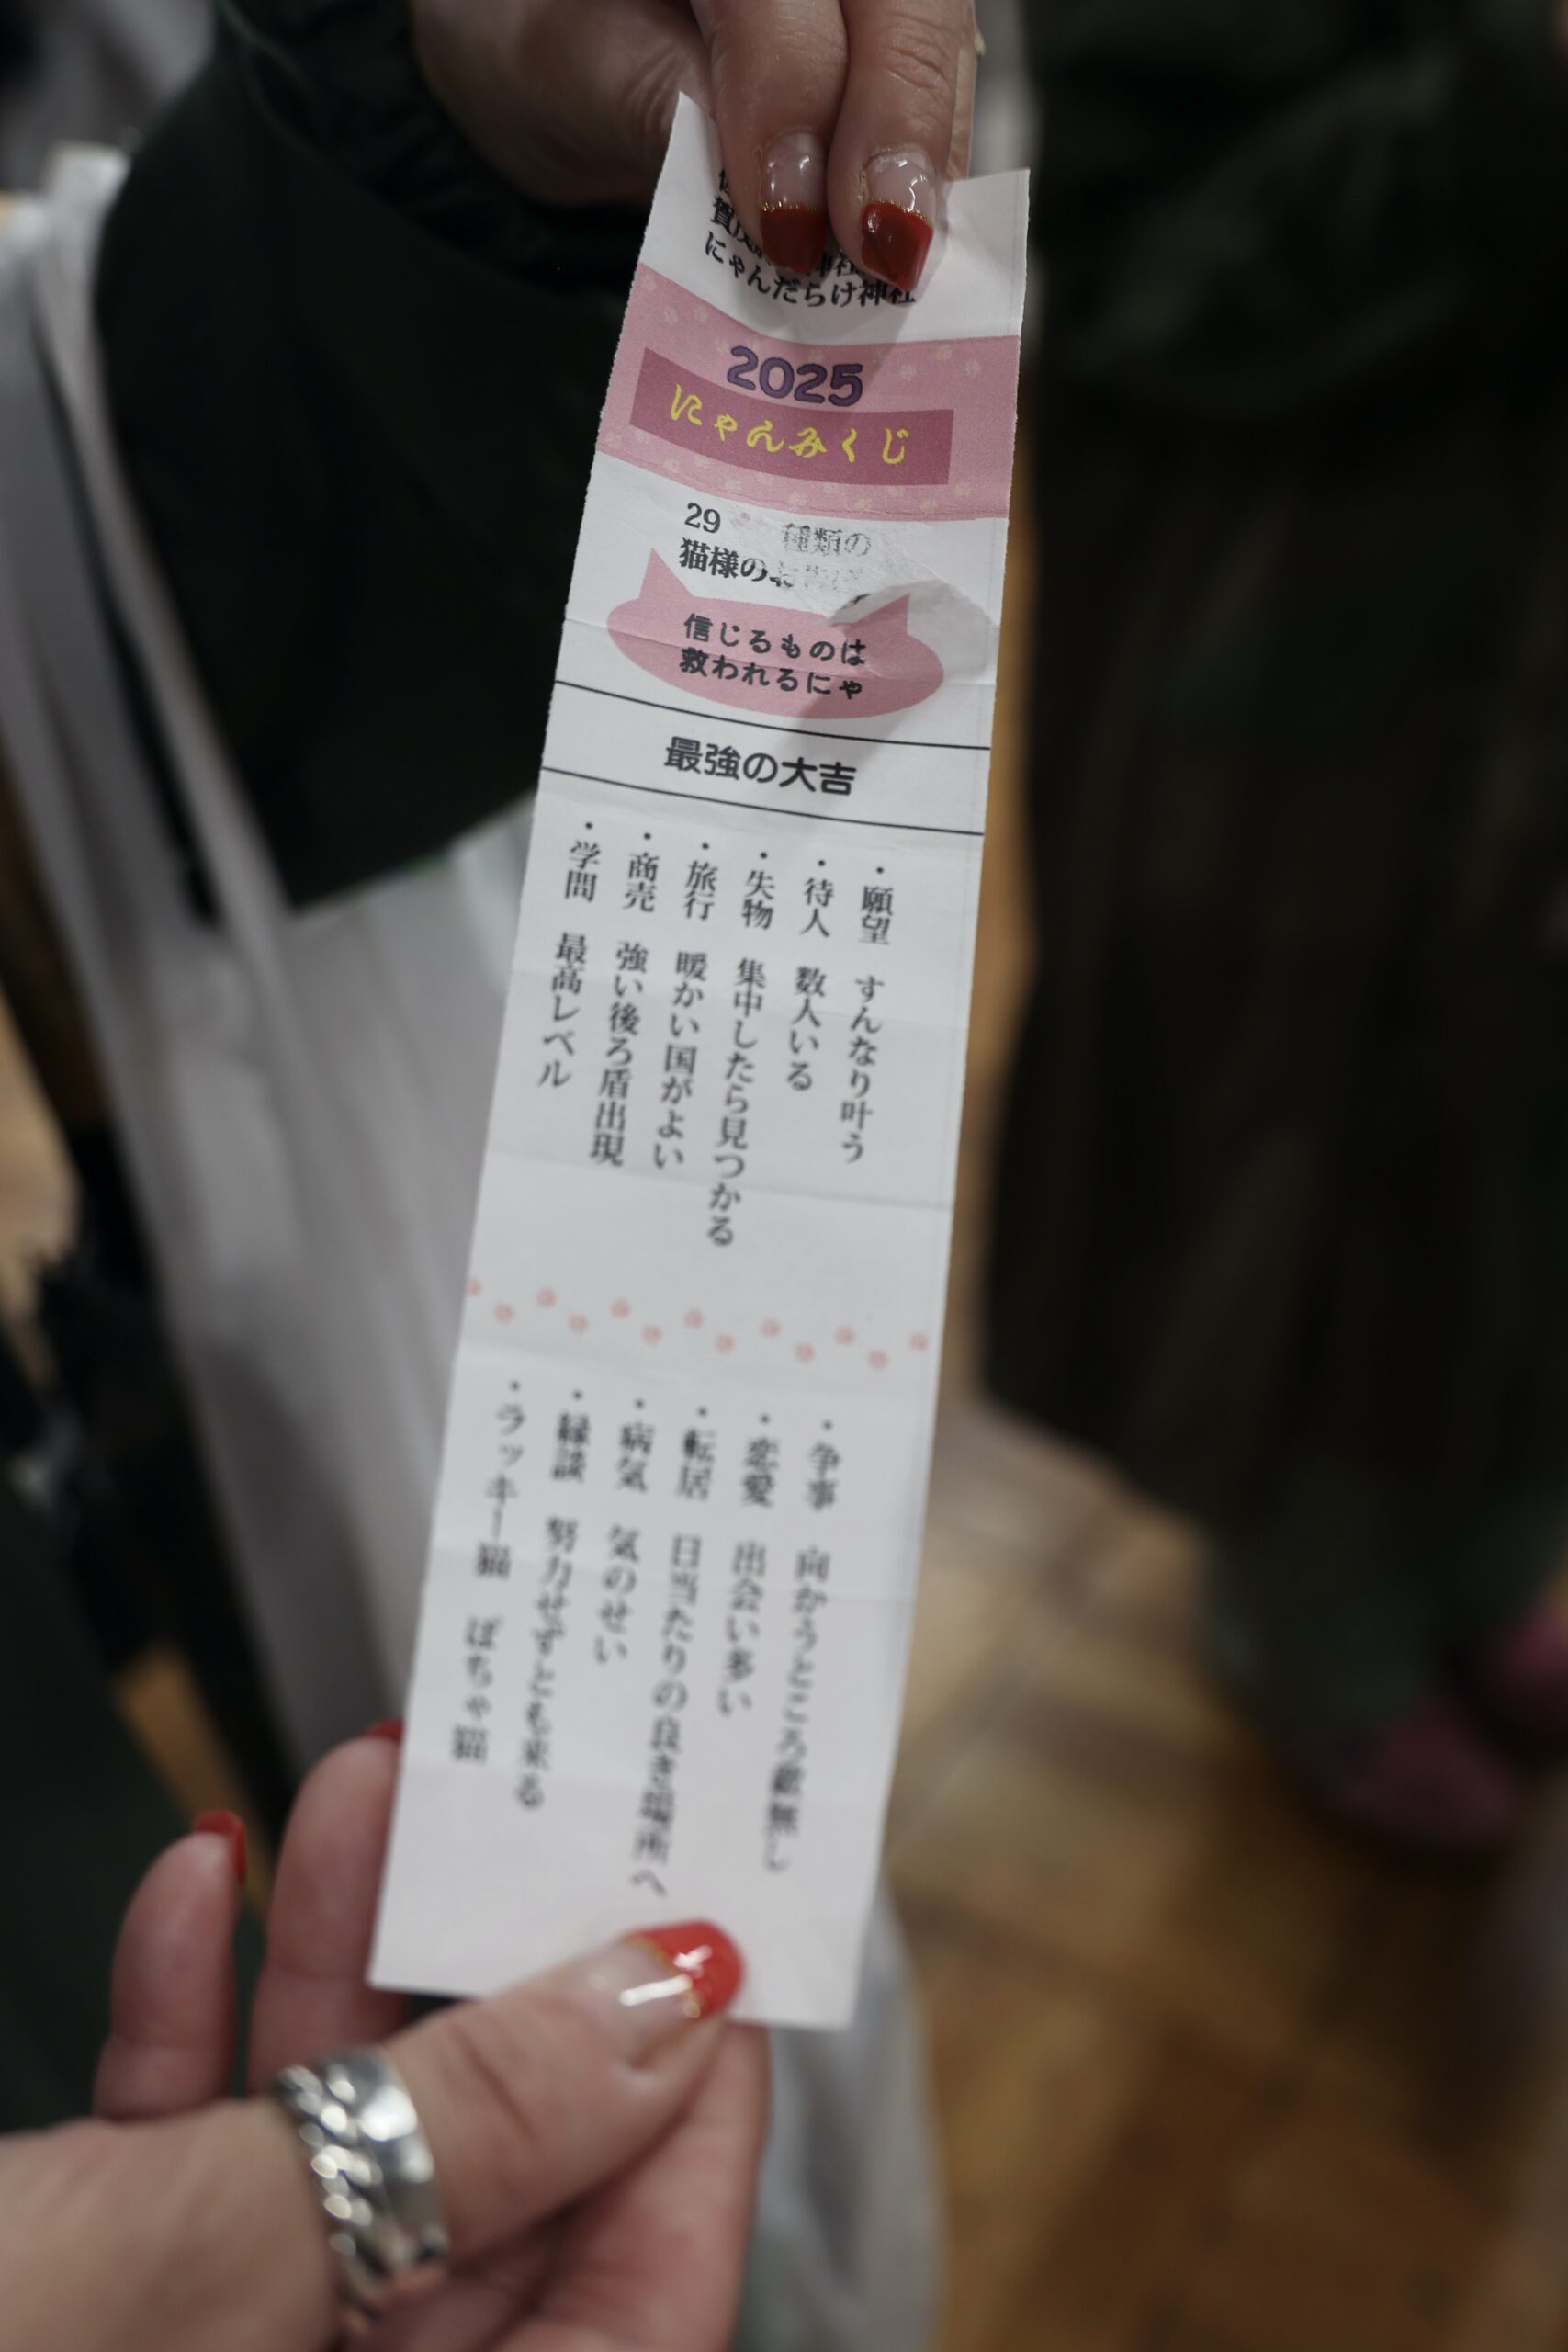 にゃんだらけ神社
2025
にゃんみくじ
29 種類の
猫様の
信じるものは
救われるにゃ
最強の大吉
・願望 すんなり叶う
・待人 数人いる
・失物 集中したら見つかる
・旅行 暖かい国がよい
・商売 強い後ろ盾出現
・学問 最高レベル
・争事 向かうところ敵無し
・恋愛 出会い多い
・転居 日当たりの良き場所へ
・病気 気のせい
・縁談 努力せずとも来る
・ラッキー猫 ぽちゃ猫